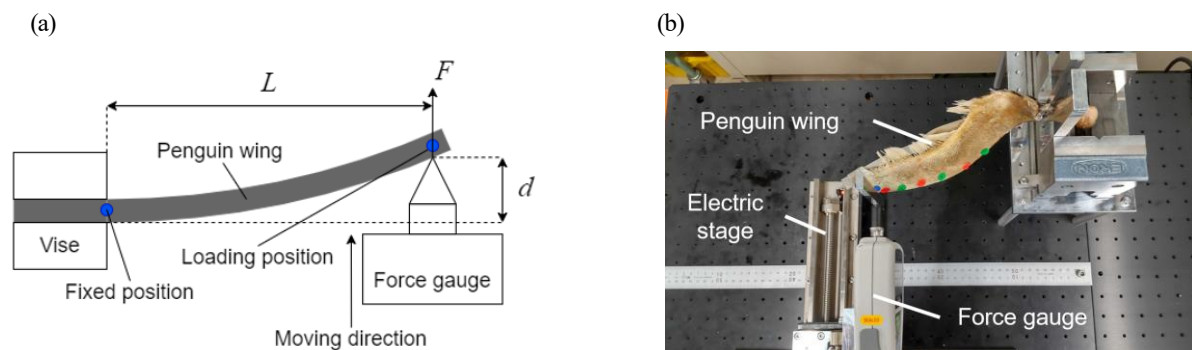 (a)
(b)
L
F
Penguin wing
d
Vise
Loading position
Fixed position
Force gauge
Moving direction
Penguin wing
Electric
stage
Force gauge